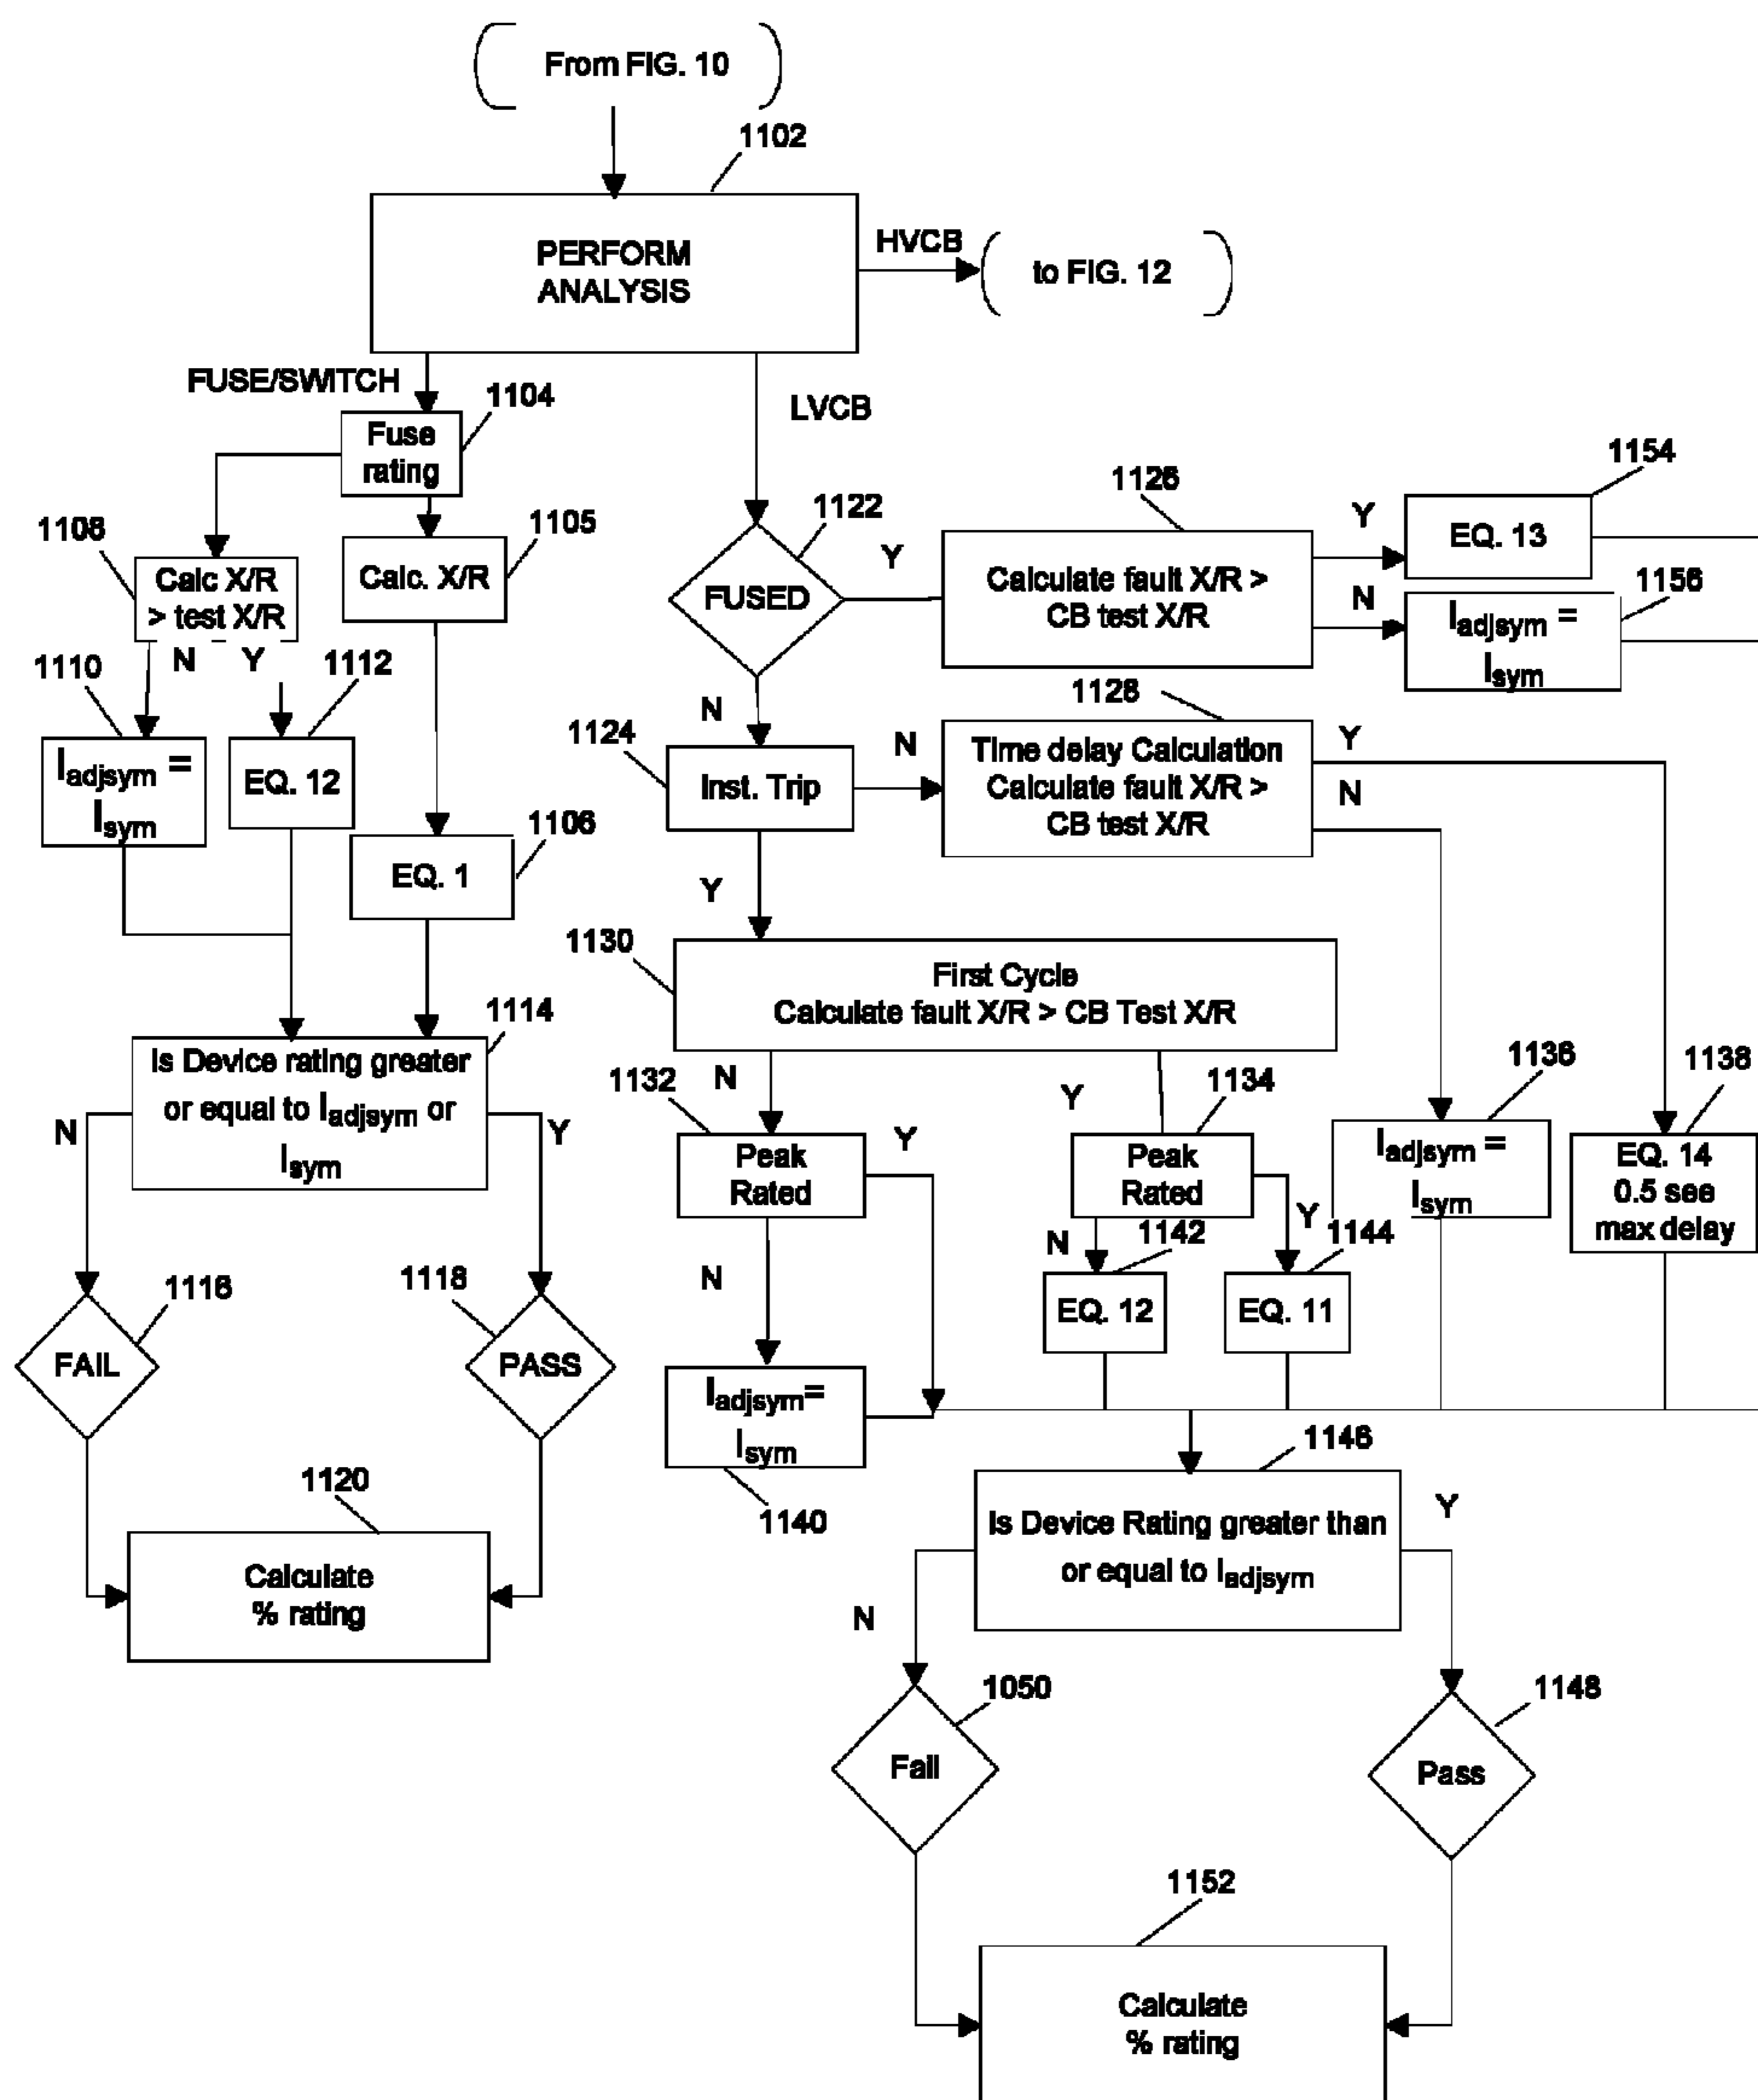 From FIG. 10
1102
PERFORM
ANALYSIS
HVCB
to FIG. 12
FUSE/SWITCH
1104
LVCB
Fuse
rating
1154
1126
1122
1108
1105
Y
EQ. 13
Calc X/R
> test X/R
Calc. X/R
Y
FUSED
Calculate fault X/R >
CB test X/R
1156
N
Iadjsym =
Isym
1110
N
Y
1112
1128
N
1124
Iadjsym =
Isym
EQ. 12
Inst. Trip
N
Time delay Calculation
Calculate fault X/R >
CB test X/R
Y
N
1106
EQ. 1
Y
1130
First Cycle
Calculate fault X/R > CB Test X/R
1114
Is Device rating greater
or equal to Iadjsym or
Isym
N
Y
1132
N
Y
1134
1136
1138
Peak
Rated
Y
Peak
Rated
Iadjsym =
Isym
EQ. 14
0.5 see
max delay
N
1142
Y
1144
1116
1118
N
EQ. 12
EQ. 11
FAIL
PASS
Iadjsym=
Isym
1140
1146
1120
Is Device Rating greater than
or equal to Iadjsym
Y
N
Calculate
% rating
1050
1148
Fail
Pass
1152
Calculate
% rating